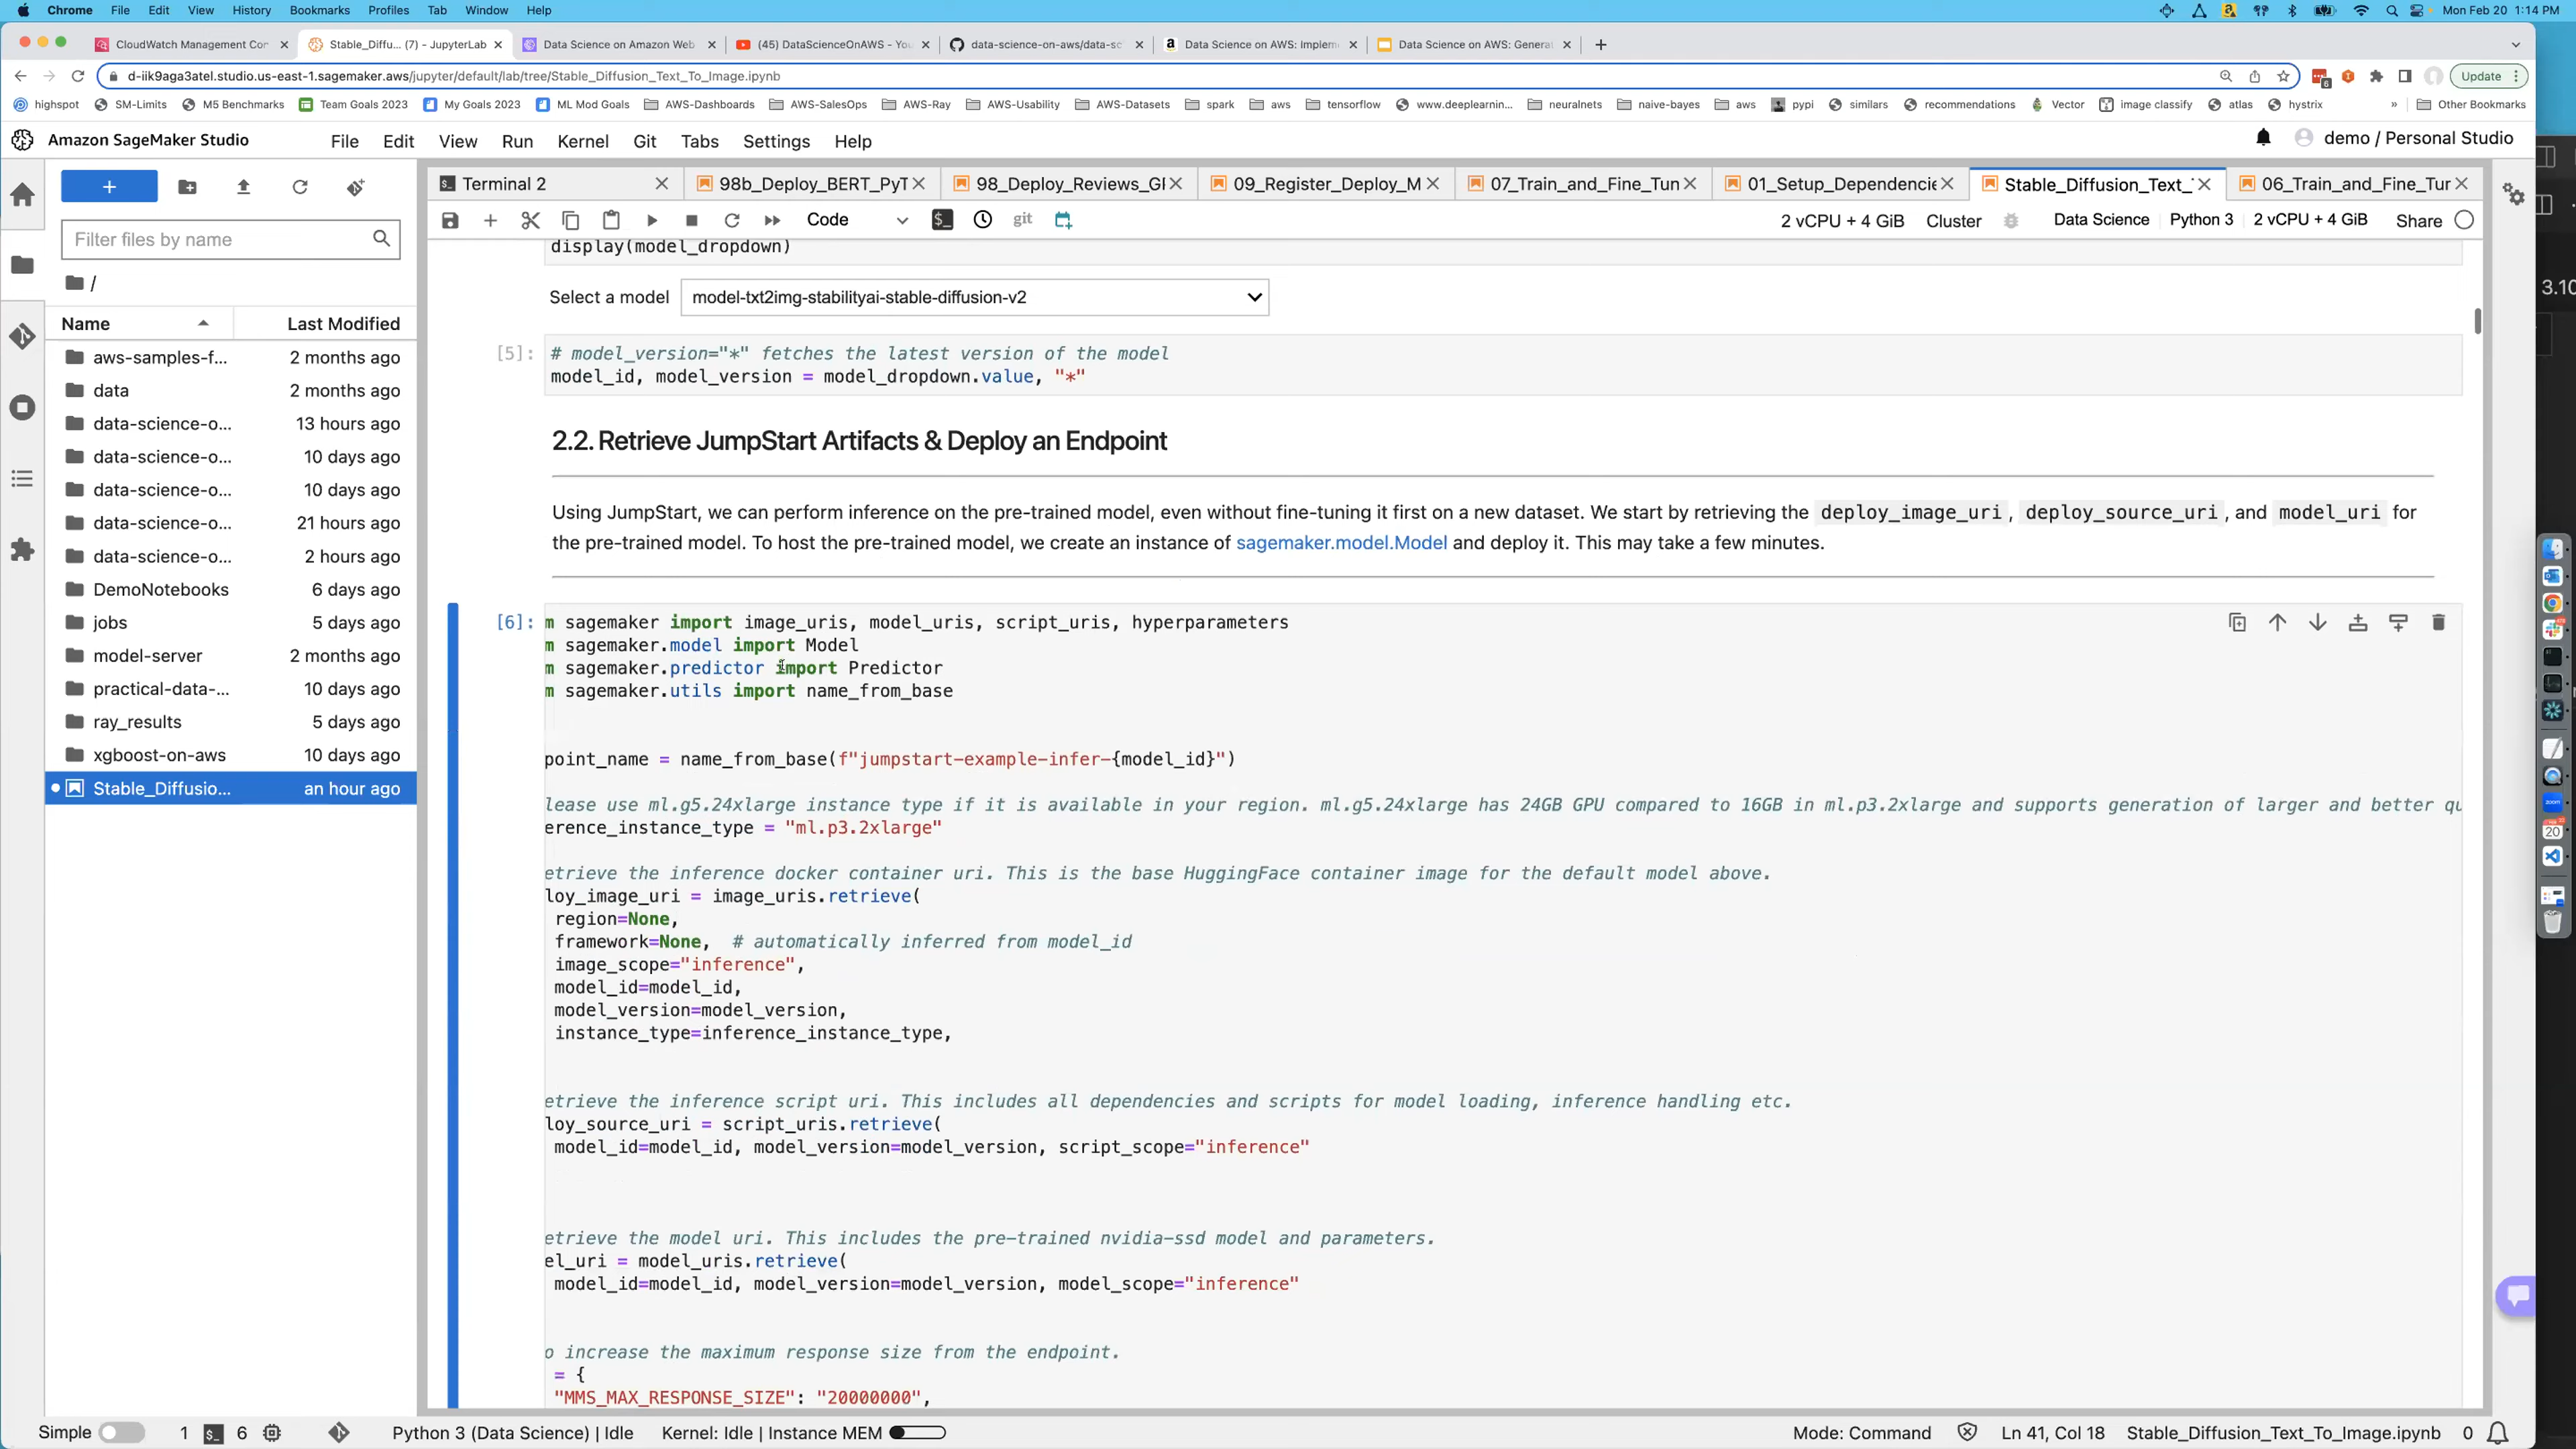 Chrome File Edit View History Bookmarks Profiles Tab Window Help Mon Feb 20 1:14 PM
CloudWatch Management Con Stable_Diffu... (7) - JupyterLab Data Science on Amazon Web (45) DataScienceOnAWS - You data-science-on-aws/data-sc Data Science on AWS: Implem Data Science on AWS: Genera
d-iik9aga3atel.studio.us-east-1.sagemaker.aws/jupyter/default/lab/tree/Stable_Diffusion_Text_To_Image.ipynb Update
highspot SM-Limits M5 Benchmarks Team Goals 2023 My Goals 2023 ML Mod Goals AWS-Dashboards AWS-SalesOps AWS-Ray AWS-Usability AWS-Datasets spark aws tensorflow www.deeplearnin... neuralnets naive-bayes aws pypi similars recommendations Vector image classify atlas hystrix » Other Bookmarks
Amazon SageMaker Studio File Edit View Run Kernel Git Tabs Settings Help demo / Personal Studio
Terminal 2 98b_Deploy_BERT_PyT 98_Deploy_Reviews_GI 09_Register_Deploy_M 07_Train_and_Fine_Tun 01_Setup_Dependencie Stable_Diffusion_Text_ 06_Train_and_Fine_Tur
Code git 2 vCPU + 4 GiB Cluster Data Science Python 3 2 vCPU + 4 GiB Share
Filter files by name
/
Name Last Modified
aws-samples-f... 2 months ago
data 2 months ago
data-science-o... 13 hours ago
data-science-o... 10 days ago
data-science-o... 10 days ago
data-science-o... 21 hours ago
data-science-o... 2 hours ago
DemoNotebooks 6 days ago
jobs 5 days ago
model-server 2 months ago
practical-data-... 10 days ago
ray_results 5 days ago
xgboost-on-aws 10 days ago
Stable_Diffusio... an hour ago
display(model_dropdown)
Select a model model-txt2img-stabilityai-stable-diffusion-v2
[5]: # model_version="*" fetches the latest version of the model
model_id, model_version = model_dropdown.value, "*"
2.2. Retrieve JumpStart Artifacts & Deploy an Endpoint
Using JumpStart, we can perform inference on the pre-trained model, even without fine-tuning it first on a new dataset. We start by retrieving the deploy_image_uri, deploy_source_uri, and model_uri for
the pre-trained model. To host the pre-trained model, we create an instance of sagemaker.model.Model and deploy it. This may take a few minutes.
[6]: m sagemaker import image_uris, model_uris, script_uris, hyperparameters
m sagemaker.model import Model
m sagemaker.predictor import Predictor
m sagemaker.utils import name_from_base
point_name = name_from_base(f"jumpstart-example-infer-{model_id}")
lease use ml.g5.24xlarge instance type if it is available in your region. ml.g5.24xlarge has 24GB GPU compared to 16GB in ml.p3.2xlarge and supports generation of larger and better qu
erence_instance_type = "ml.p3.2xlarge"
etrieve the inference docker container uri. This is the base HuggingFace container image for the default model above.
loy_image_uri = image_uris.retrieve(
region=None,
framework=None, # automatically inferred from model_id
image_scope="inference",
model_id=model_id,
model_version=model_version,
instance_type=inference_instance_type,
etrieve the inference script uri. This includes all dependencies and scripts for model loading, inference handling etc.
loy_source_uri = script_uris.retrieve(
model_id=model_id, model_version=model_version, script_scope="inference"
etrieve the model uri. This includes the pre-trained nvidia-ssd model and parameters.
el_uri = model_uris.retrieve(
model_id=model_id, model_version=model_version, model_scope="inference"
o increase the maximum response size from the endpoint.
= {
"MMS_MAX_RESPONSE_SIZE": "20000000",
Simple 1 6 Python 3 (Data Science) | Idle Kernel: Idle | Instance MEM Mode: Command Ln 41, Col 18 Stable_Diffusion_Text_To_Image.ipynb 0
3.10